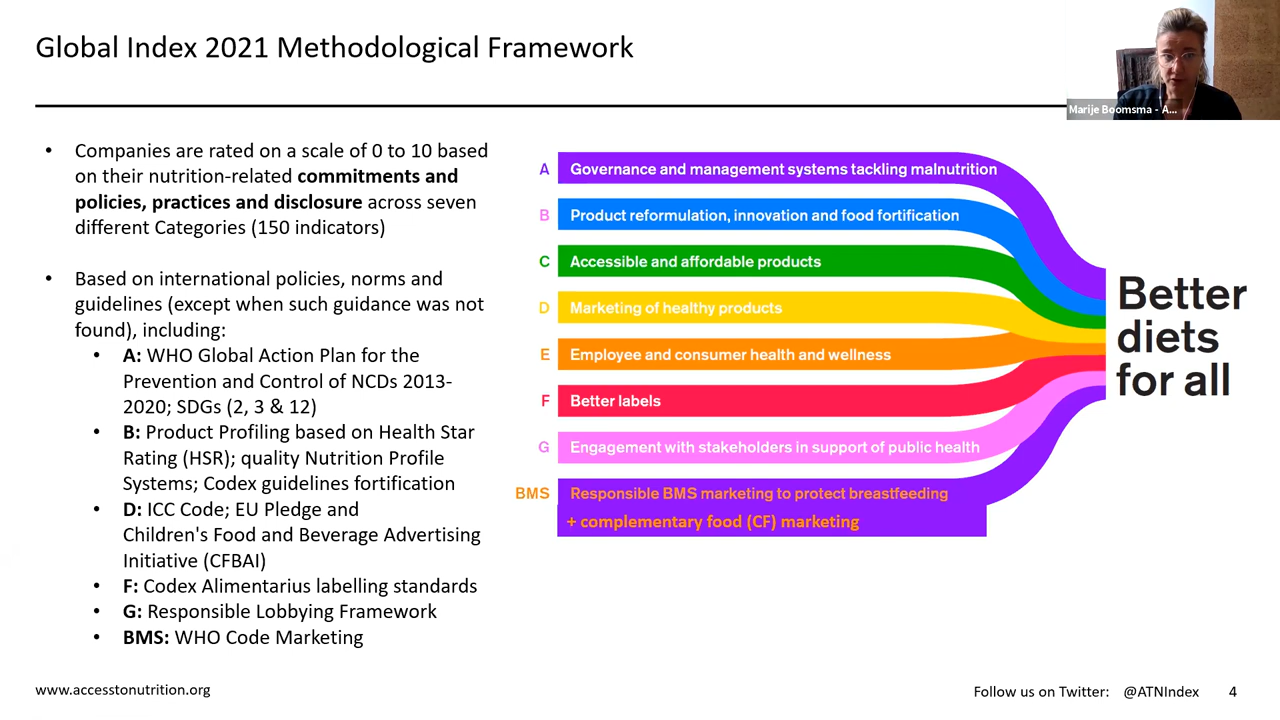 Global Index 2021 Methodological Framework
Marije Boomsma - A...
• Companies are rated on a scale of 0 to 10 based
on their nutrition-related commitments and
policies, practices and disclosure across seven
different Categories (150 indicators)
• Based on international policies, norms and
guidelines (except when such guidance was not
found), including:
• A: WHO Global Action Plan for the
Prevention and Control of NCDs 2013-
2020; SDGs (2, 3 & 12)
• B: Product Profiling based on Health Star
Rating (HSR); quality Nutrition Profile
Systems; Codex guidelines fortification
• D: ICC Code; EU Pledge and
Children's Food and Beverage Advertising
Initiative (CFBAI)
• F: Codex Alimentarius labelling standards
• G: Responsible Lobbying Framework
• BMS: WHO Code Marketing
A Governance and management systems tackling malnutrition
B Product reformulation, innovation and food fortification
C Accessible and affordable products
D Marketing of healthy products
E Employee and consumer health and wellness
F Better labels
G Engagement with stakeholders in support of public health
BMS Responsible BMS marketing to protect breastfeeding
+ complementary food (CF) marketing
Better
diets
for all
www.accesstonutrition.org
Follow us on Twitter: @ATNIndex 4